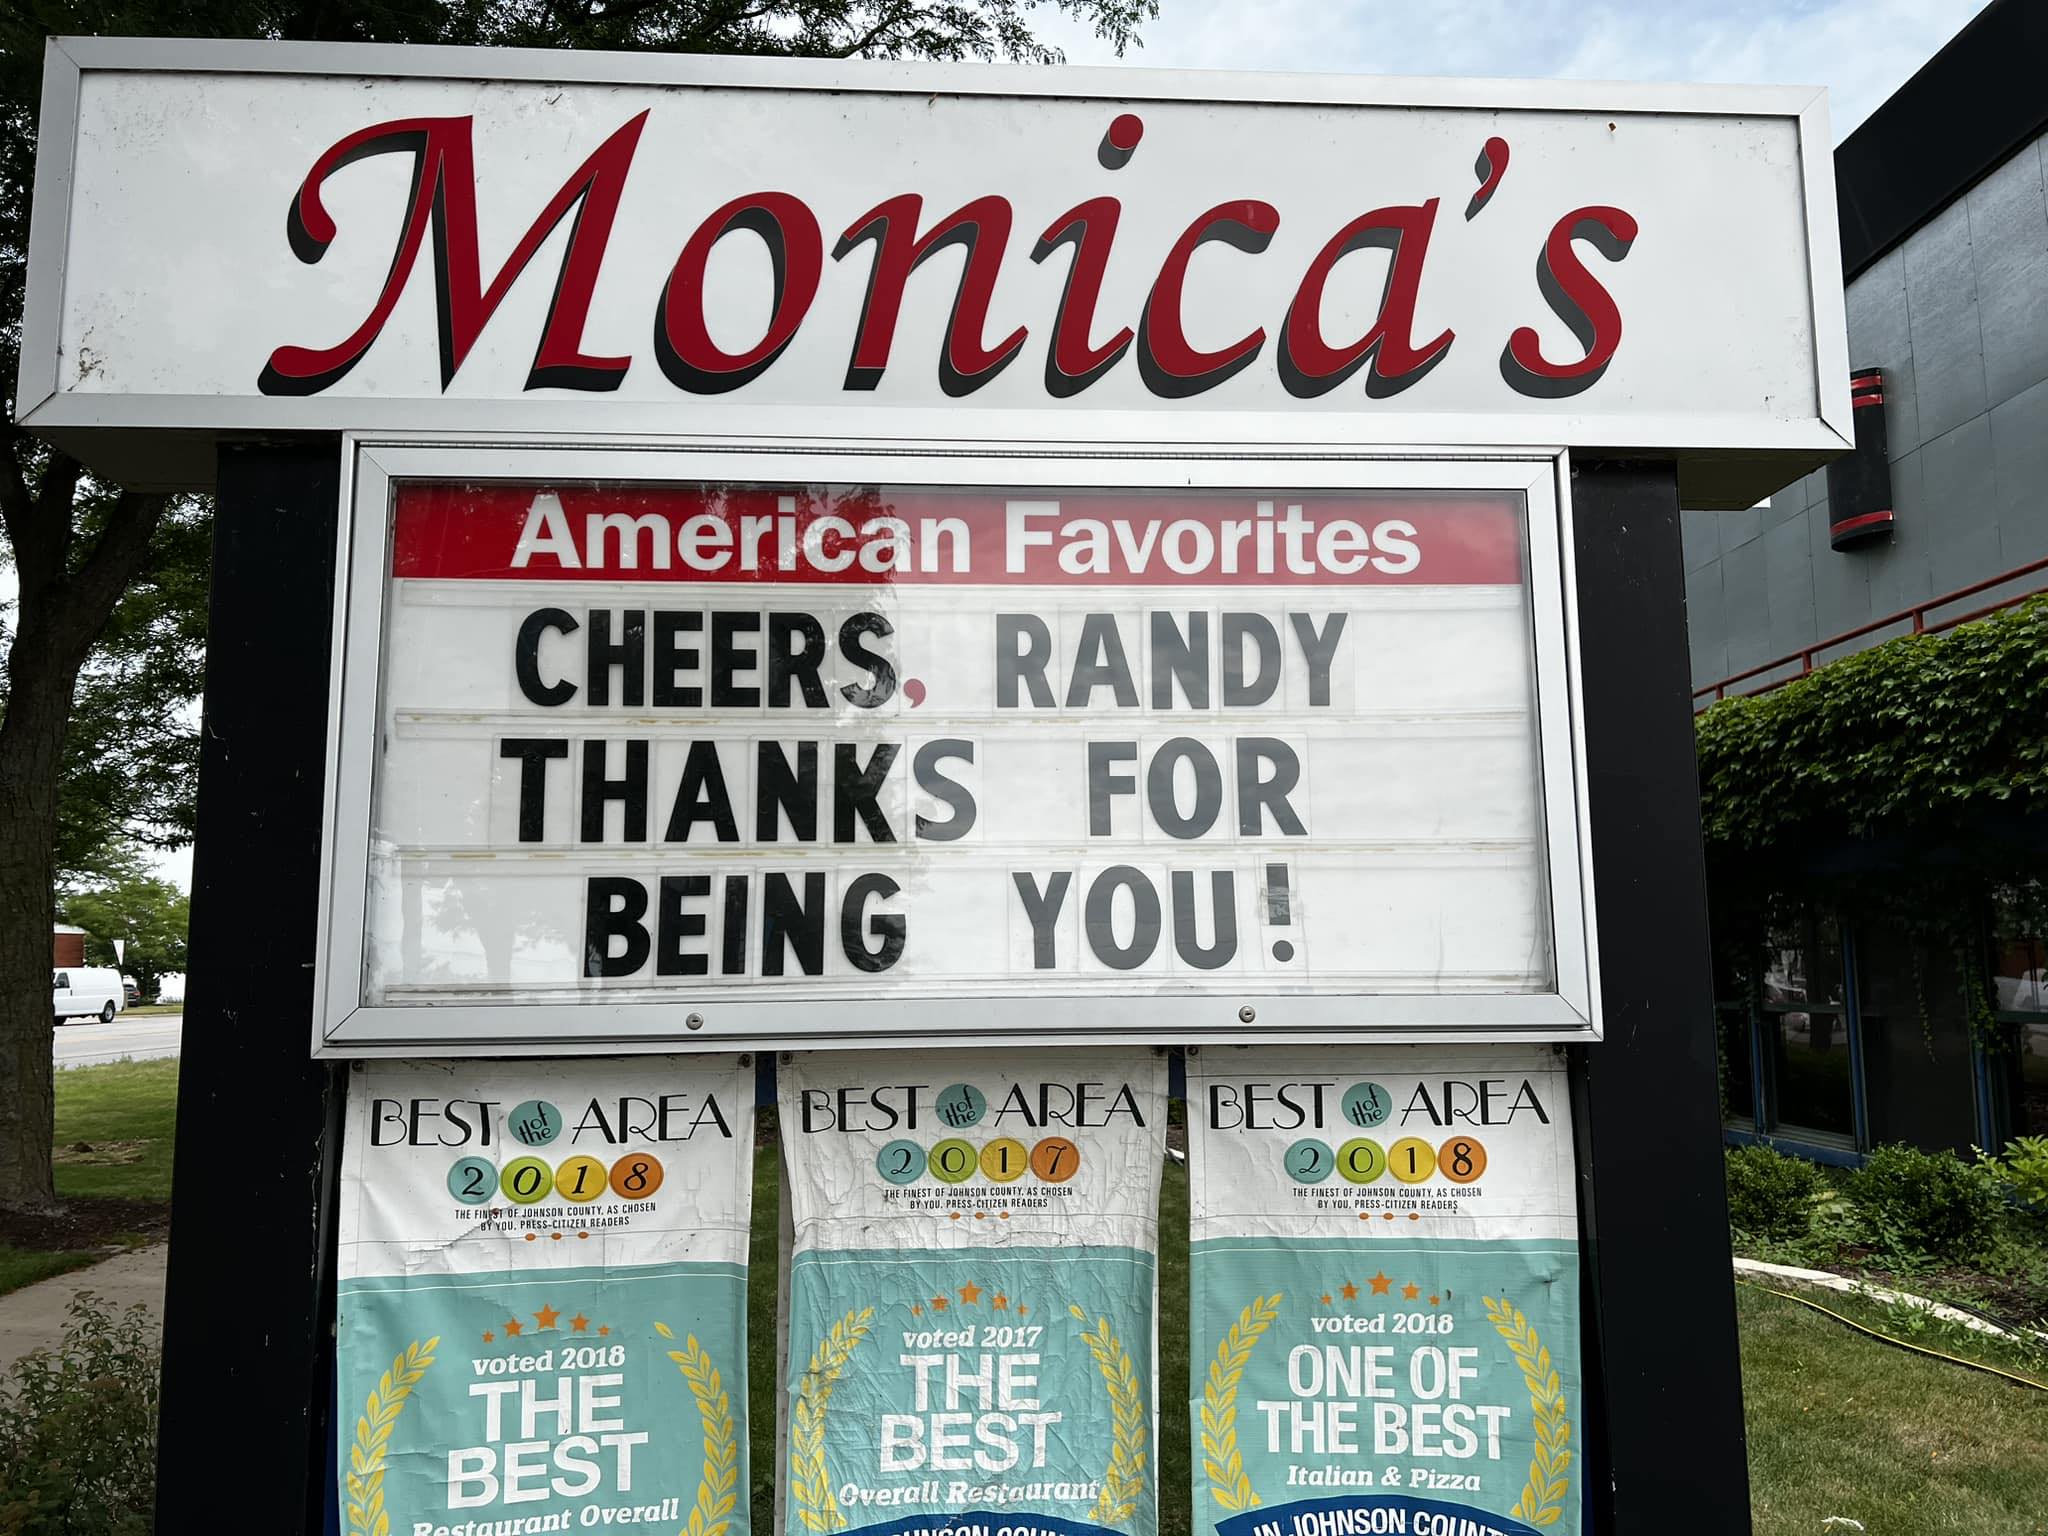 Monica's
American Favorites
CHEERS, RANDY
THANKS FOR
BEING YOU!
BEST of the AREA
2018
THE FINEST OF JOHNSON COUNTY, AS CHOSEN
BY YOU, PRESS-CITIZEN READERS
voted 2018
THE
BEST
Restaurant Overall
BEST of the AREA
2017
THE FINEST OF JOHNSON COUNTY, AS CHOSEN
BY YOU, PRESS-CITIZEN READERS
voted 2017
THE
BEST
Overall Restaurant
JOHNSON COUN
BEST of the AREA
2018
THE FINEST OF JOHNSON COUNTY, AS CHOSEN
BY YOU, PRESS-CITIZEN READERS
voted 2018
ONE OF
THE BEST
Italian & Pizza
IN JOHNSON COUNTY